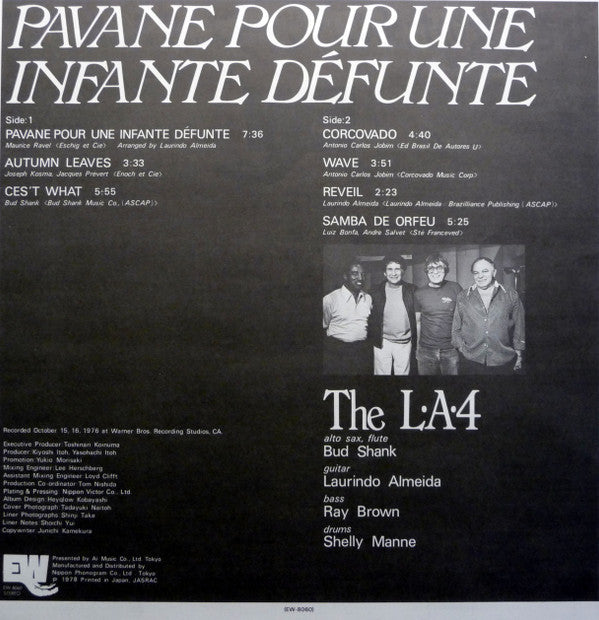 PAVANE POUR UNE
INFANTE DÉFUNTE
Side:1
PAVANE POUR UNE INFANTE DÉFUNTE 7:36
Maurice Ravel <Eschig et Cie> Arranged by Laurindo Almeida
AUTUMN LEAVES 3:33
Joseph Kosma, Jacques Prevert <Enoch et Cie>
CES'T WHAT 5:55
Bud Shank <Bud Shank Music Co., (ASCAP)>
Side:2
CORCOVADO 4:40
Antonio Carlos Jobim <Ed Brasil De Autores U>
WAVE 3:51
Antonio Carlos Jobim <Corcovado Music Corp>
REVEIL 2:23
Laurindo Almeida <Laurindo Almeida Brazilliance Publishing (ASCAP)>
SAMBA DE ORFEU 5:25
Luiz Bonfa, Andre Salvet <Sté Franceved>
The L·A·4
alto sax, flute
Bud Shank
guitar
Laurindo Almeida
bass
Ray Brown
drums
Shelly Manne
Recorded October 15, 16, 1976 at Warner Bros. Recording Studios, CA.
Executive Producer: Toshinari Koinuma
Producer: Kiyoshi Itoh, Yasohachi Itoh
Promotion: Yukio Morisaki
Mixing Engineer: Lee Herschberg
Assistant Mixing Engineer: Loyd Clifft
Production Co-ordinator: Tom Nishida
Plating & Pressing: Nippon Victor Co., Ltd
Album Design: Heyqlow Kobayashi
Cover Photograph: Tadayuki Naitoh
Liner Photographs: Shinji Take
Liner Notes: Shoichi Yui
Copywriter: Junichi Kamekura
EW
EW 8060
STEREO
Presented by Ai Music Co., Ltd. Tokyo
Manufactured and Distributed by
Nippon Phonogram Co., Ltd. Tokyo
℗ 1978 Printed in Japan, JASRAC
(EW-8060)